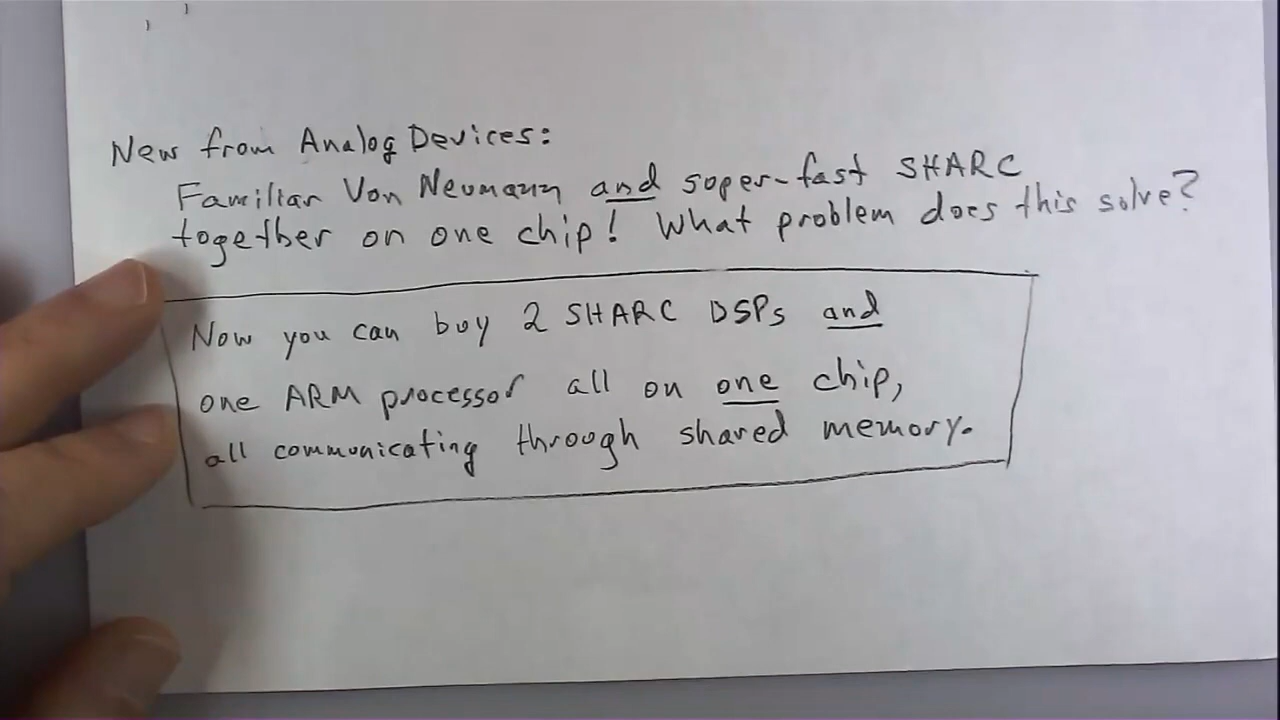 New from Analog Devices:
Familiar Von Neumann and super-fast SHARC
together on one chip! What problem does this solve?
Now you can buy 2 SHARC DSPs and
one ARM processor all on one chip,
all communicating through shared memory.